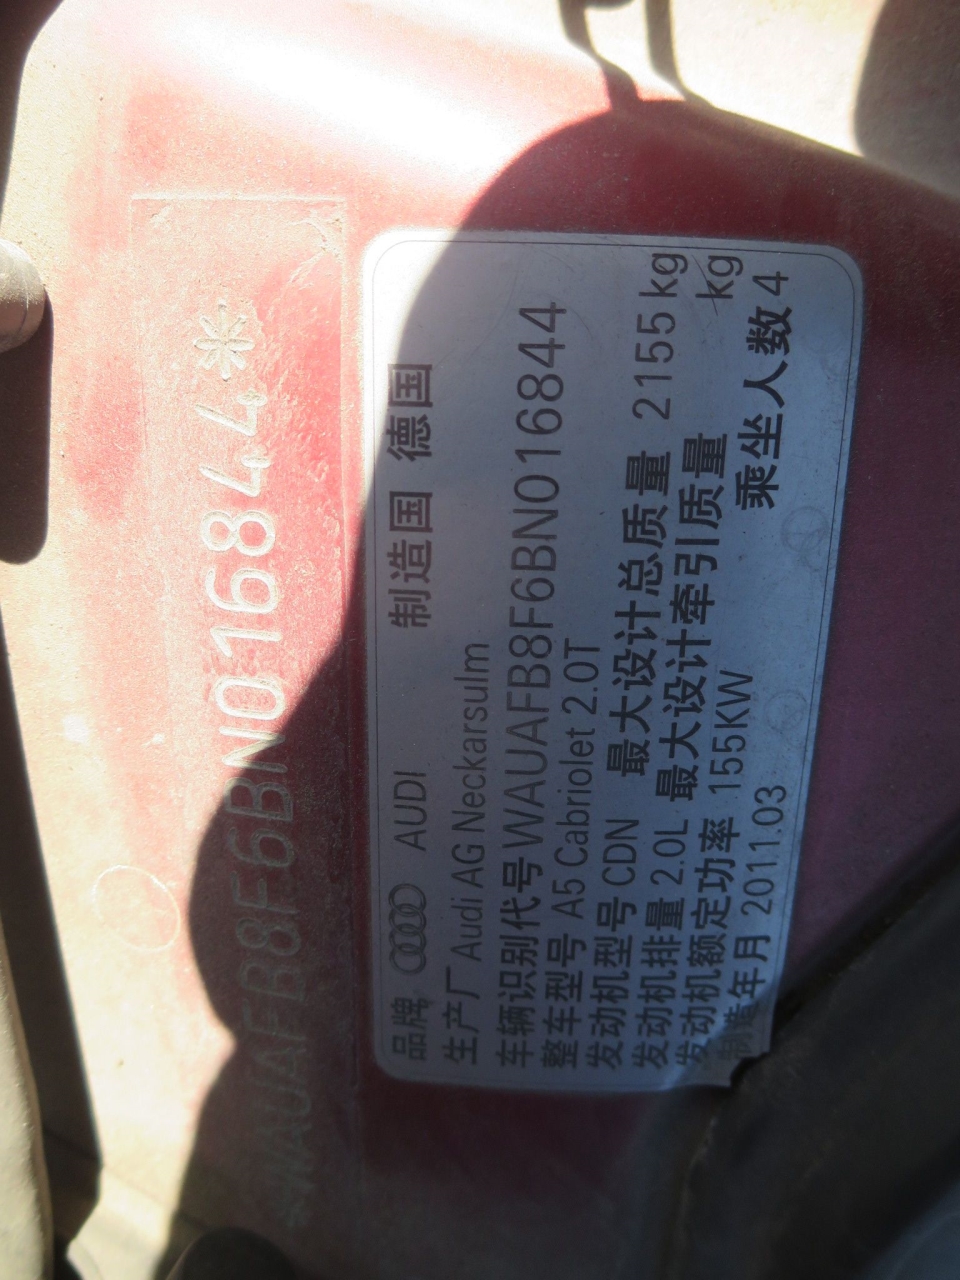 *WAUAFB8F6BN016844*
品牌 AUDI 制造国 德国
生产厂 Audi AG Neckarsulm
车辆识别代号 WAUAFB8F6BN016844
整车型号 A5 Cabriolet 2.0T
发动机型号 CDN 最大设计总质量 2155 kg
发动机排量 2.0L 最大设计牵引质量 kg
发动机额定功率 155KW 乘坐人数 4
制造年月 2011.03